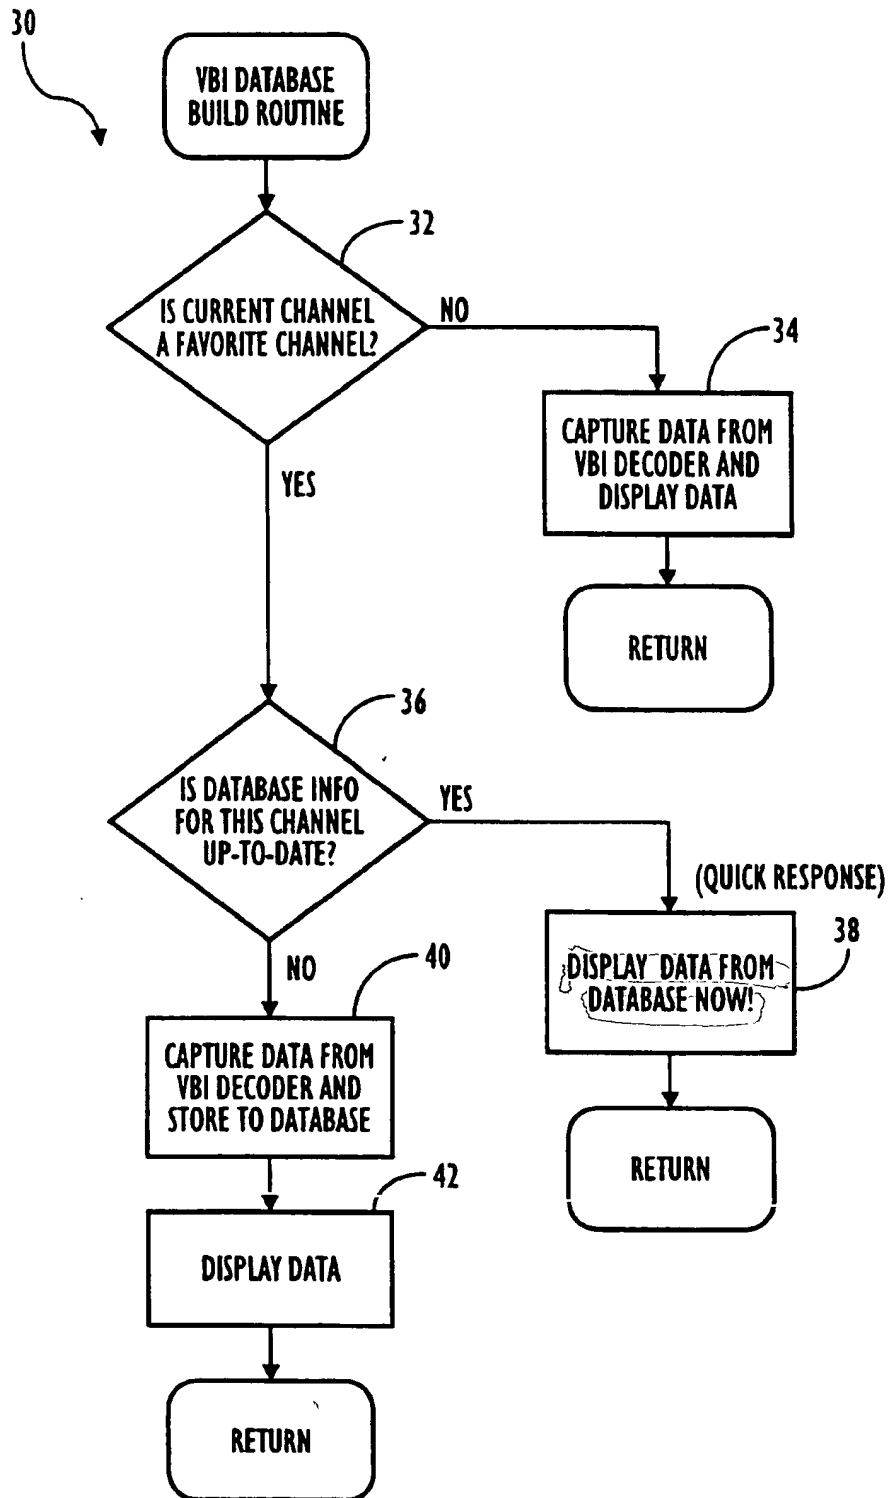 30
VBI DATABASE
BUILD ROUTINE
32
IS CURRENT CHANNEL
A FAVORITE CHANNEL?
NO
34
CAPTURE DATA FROM
VBI DECODER AND
DISPLAY DATA
YES
RETURN
36
IS DATABASE INFO
FOR THIS CHANNEL
UP-TO-DATE?
YES
(QUICK RESPONSE)
38
DISPLAY DATA FROM
DATABASE NOW!
NO
40
CAPTURE DATA FROM
VBI DECODER AND
STORE TO DATABASE
RETURN
42
DISPLAY DATA
RETURN